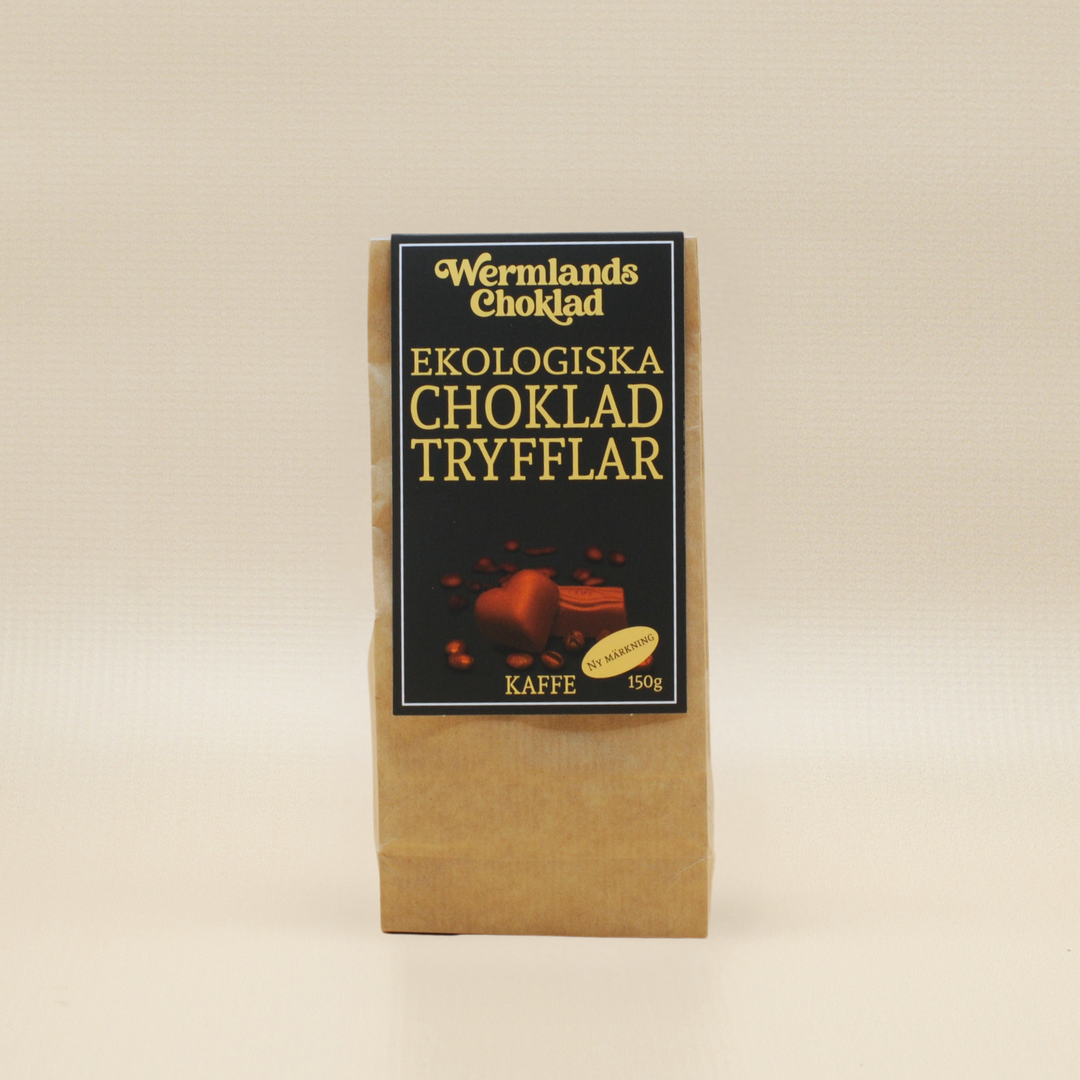 Wermlands
Choklad
EKOLOGISKA
CHOKLAD
TRYFFLAR
NY MÄRKNING
KAFFE
150g